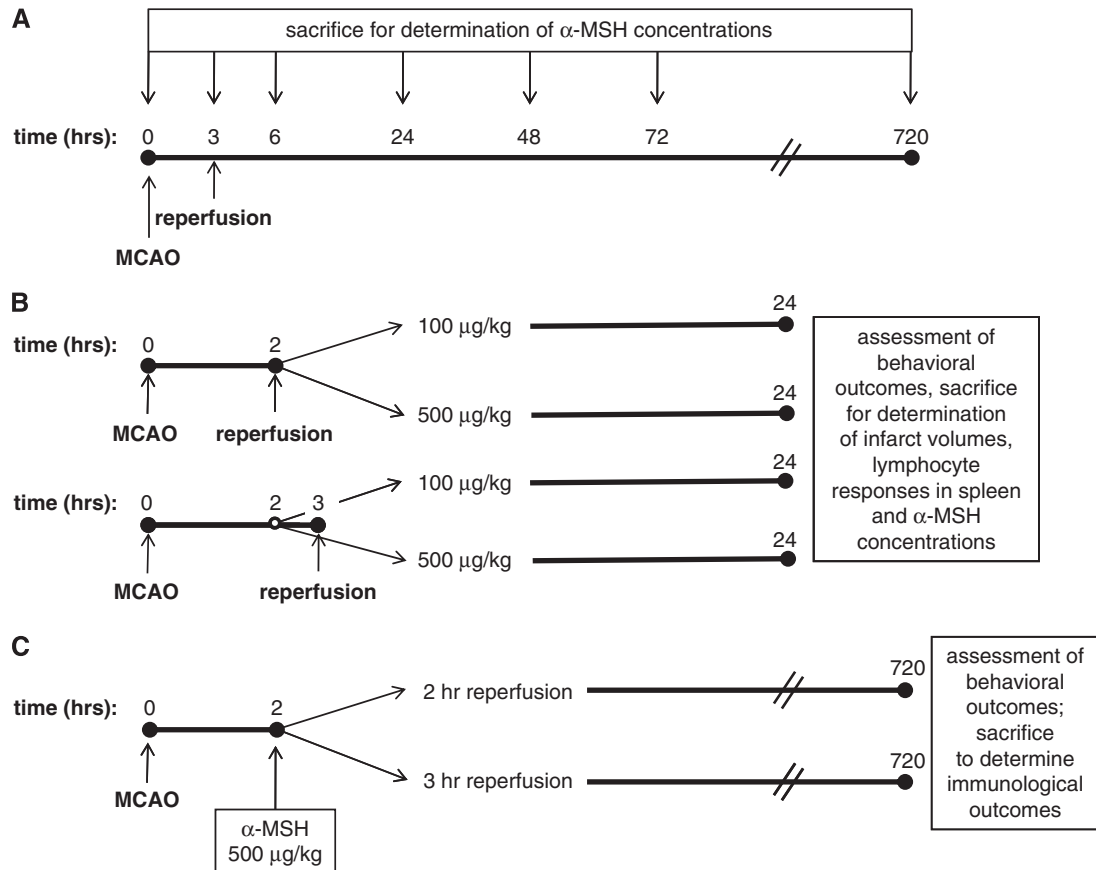 A
sacrifice for determination of α-MSH concentrations
time (hrs): 0 3 6 24 48 72 720
reperfusion
MCAO
B
time (hrs): 0 2
100 μg/kg
24
500 μg/kg
24
MCAO reperfusion
time (hrs): 0 2 3
100 μg/kg
24
500 μg/kg
24
MCAO reperfusion
assessment of
behavioral
outcomes, sacrifice
for determination
of infarct volumes,
lymphocyte
responses in spleen
and α-MSH
concentrations
C
time (hrs): 0 2
2 hr reperfusion
720
3 hr reperfusion
720
MCAO
α-MSH
500 μg/kg
assessment of
behavioral
outcomes;
sacrifice
to determine
immunological
outcomes